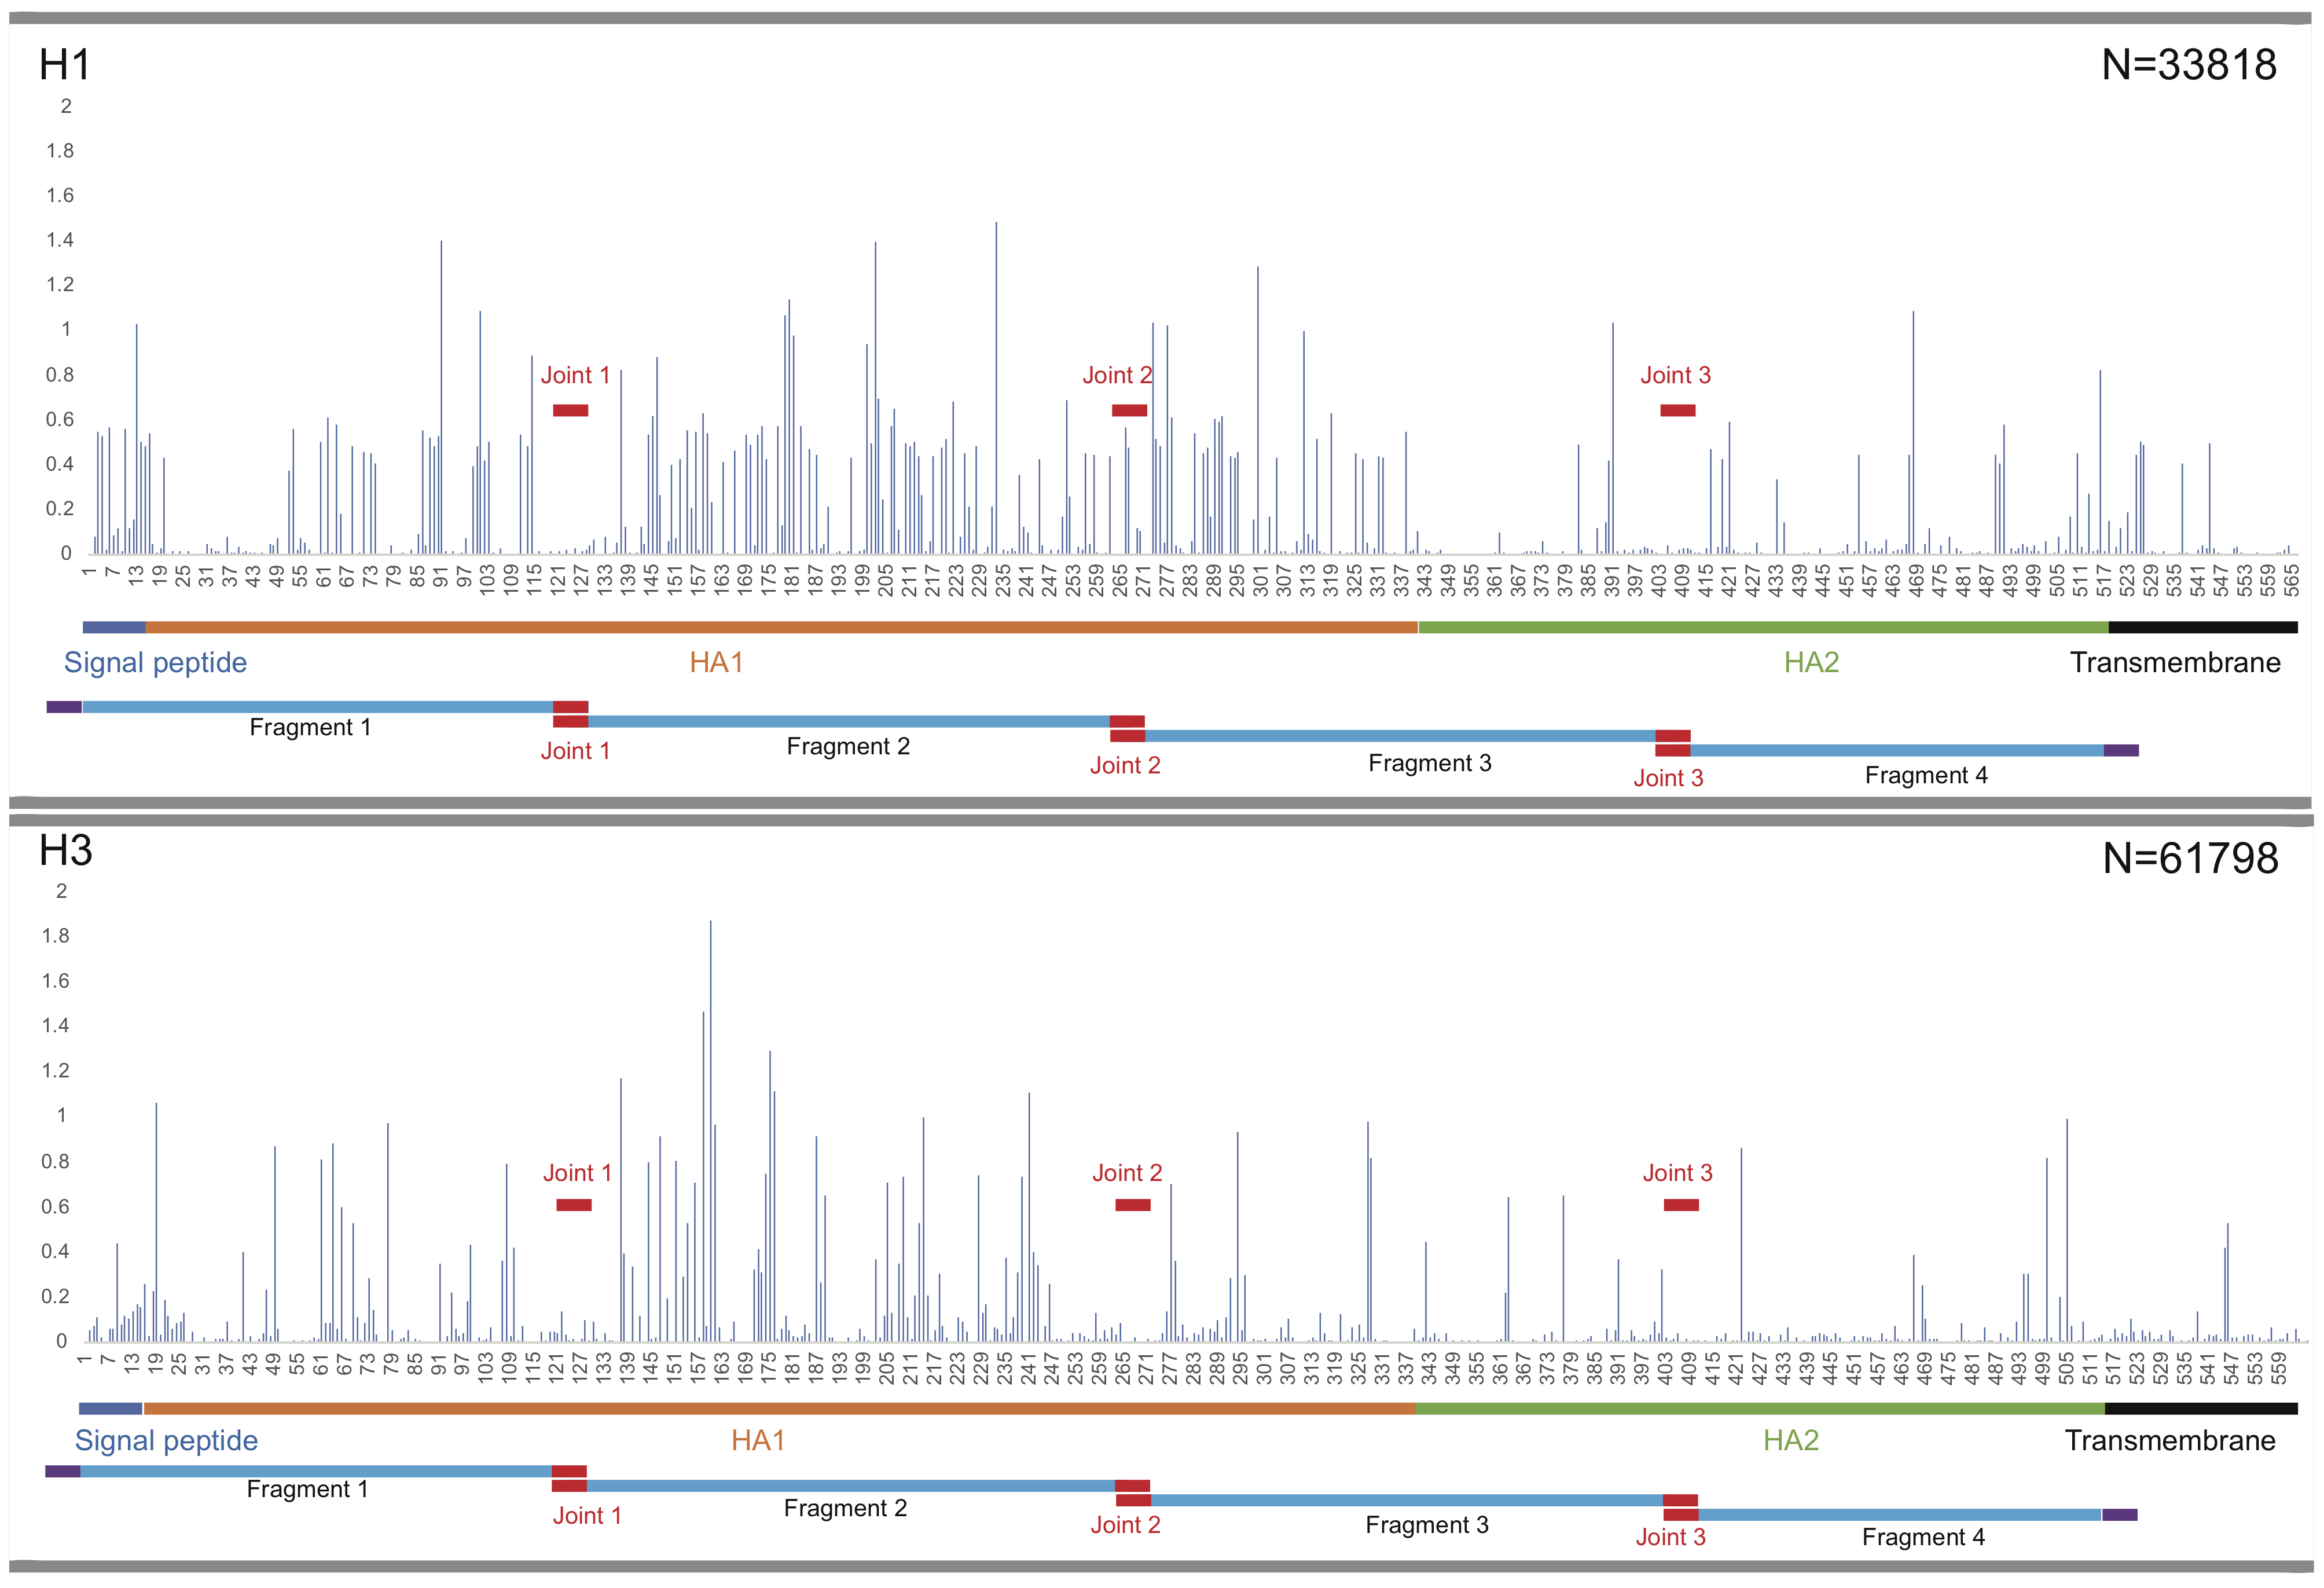 H1 N=33818
2
1.8
1.6
1.4
1.2
1
0.8
0.6
0.4
0.2
0
Joint 1 Joint 2 Joint 3
1 7 13 19 25 31 37 43 49 55 61 67 73 79 85 91 97 103 109 115 121 127 133 139 145 151 157 163 169 175 181 187 193 199 205 211 217 223 229 235 241 247 253 259 265 271 277 283 289 295 301 307 313 319 325 331 337 343 349 355 361 367 373 379 385 391 397 403 409 415 421 427 433 439 445 451 457 463 469 475 481 487 493 499 505 511 517 523 529 535 541 547 553 559 565
Signal peptide HA1 HA2 Transmembrane
Fragment 1 Fragment 2 Fragment 3 Fragment 4
Joint 1 Joint 2 Joint 3
H3 N=61798
2
1.8
1.6
1.4
1.2
1
0.8
0.6
0.4
0.2
0
Joint 1 Joint 2 Joint 3
1 7 13 19 25 31 37 43 49 55 61 67 73 79 85 91 97 103 109 115 121 127 133 139 145 151 157 163 169 175 181 187 193 199 205 211 217 223 229 235 241 247 253 259 265 271 277 283 289 295 301 307 313 319 325 331 337 343 349 355 361 367 373 379 385 391 397 403 409 415 421 427 433 439 445 451 457 463 469 475 481 487 493 499 505 511 517 523 529 535 541 547 553 559
Signal peptide HA1 HA2 Transmembrane
Fragment 1 Fragment 2 Fragment 3 Fragment 4
Joint 1 Joint 2 Joint 3